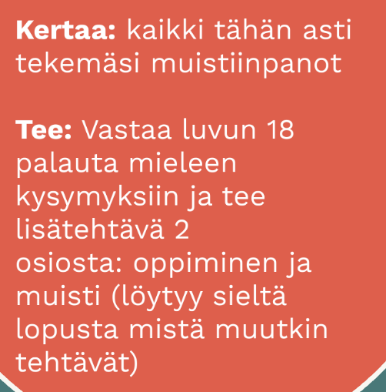 Kertaa: kaikki tähän asti
tekemäsi muistiinpanot
Tee: Vastaa luvun 18
palauta mieleen
kysymyksiin ja tee
lisätehtävä 2
osiosta: oppiminen ja
muisti (löytyy sieltä
lopusta mistä muutkin
tehtävät)